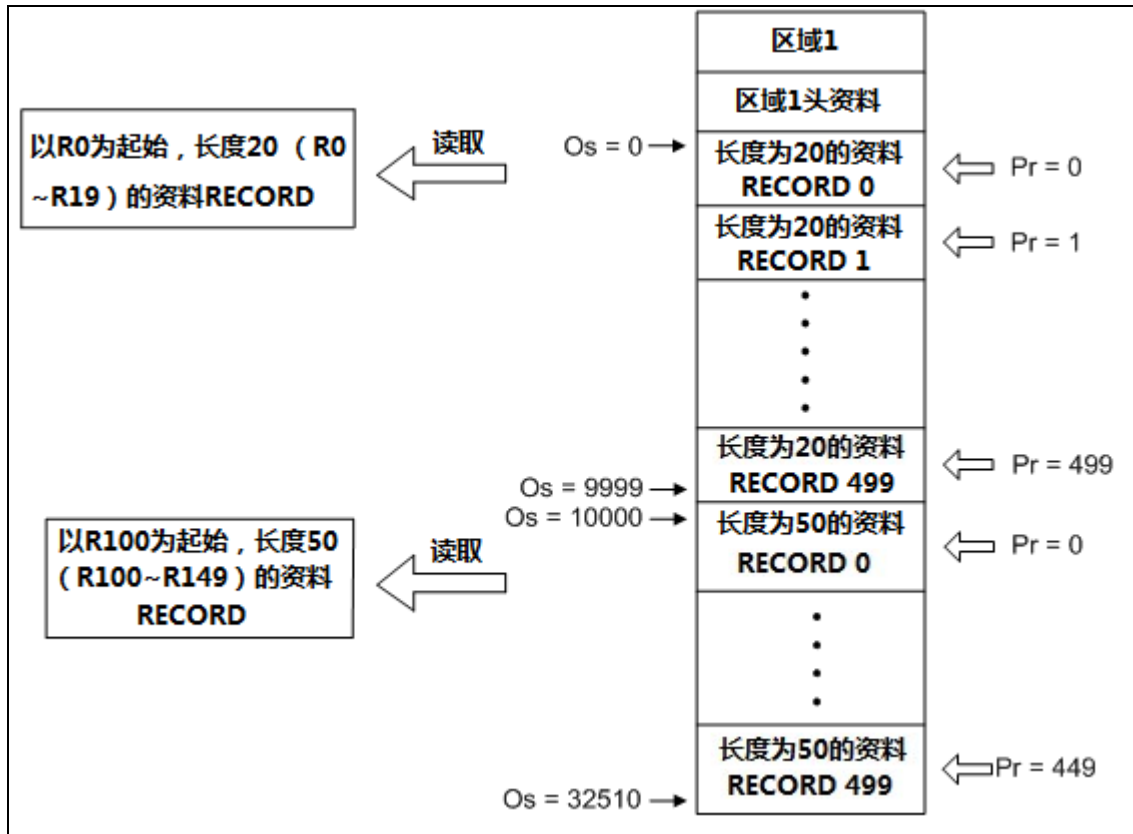 区域1
区域1头资料
以R0为起始，长度20（R0
~R19）的资料RECORD
读取
Os = 0
长度为20的资料
RECORD 0
Pr = 0
长度为20的资料
RECORD 1
Pr = 1
长度为20的资料
RECORD 499
Pr = 499
Os = 9999
Os = 10000
以R100为起始，长度50
（R100~R149）的资料
RECORD
读取
长度为50的资料
RECORD 0
Pr = 0
长度为50的资料
RECORD 499
Pr = 449
Os = 32510